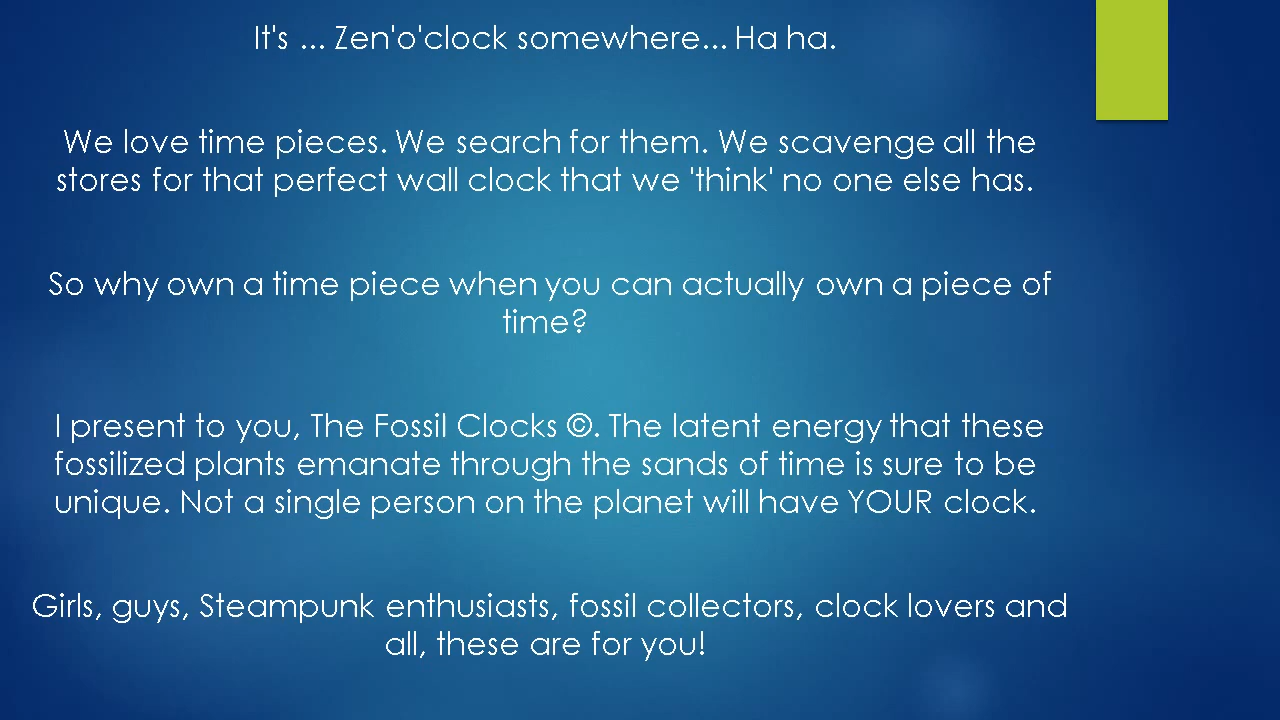 It's ... Zen'o'clock somewhere... Ha ha.
We love time pieces. We search for them. We scavenge all the
stores for that perfect wall clock that we 'think' no one else has.
So why own a time piece when you can actually own a piece of
time?
I present to you, The Fossil Clocks ©. The latent energy that these
fossilized plants emanate through the sands of time is sure to be
unique. Not a single person on the planet will have YOUR clock.
Girls, guys, Steampunk enthusiasts, fossil collectors, clock lovers and
all, these are for you!